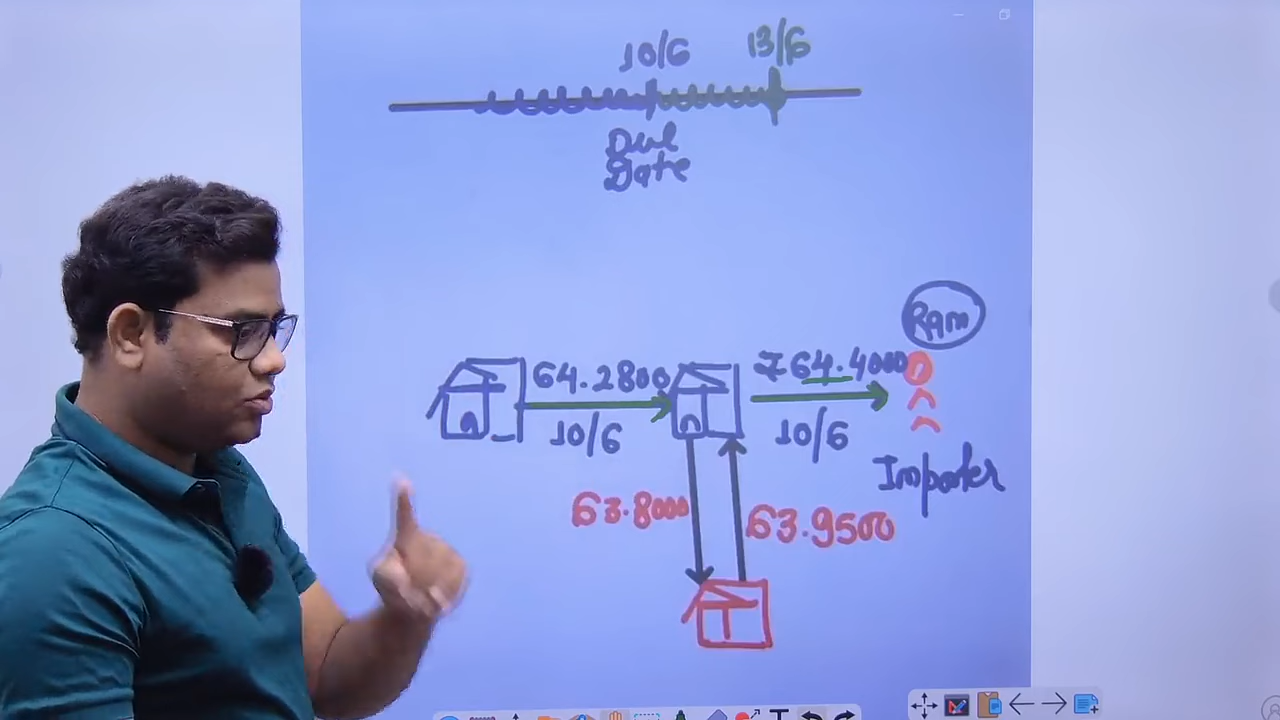 10/6 13/6
Due
Date
Ram
64.2800 ₹64.4000
10/6 10/6
Importer
63.8000 63.9500